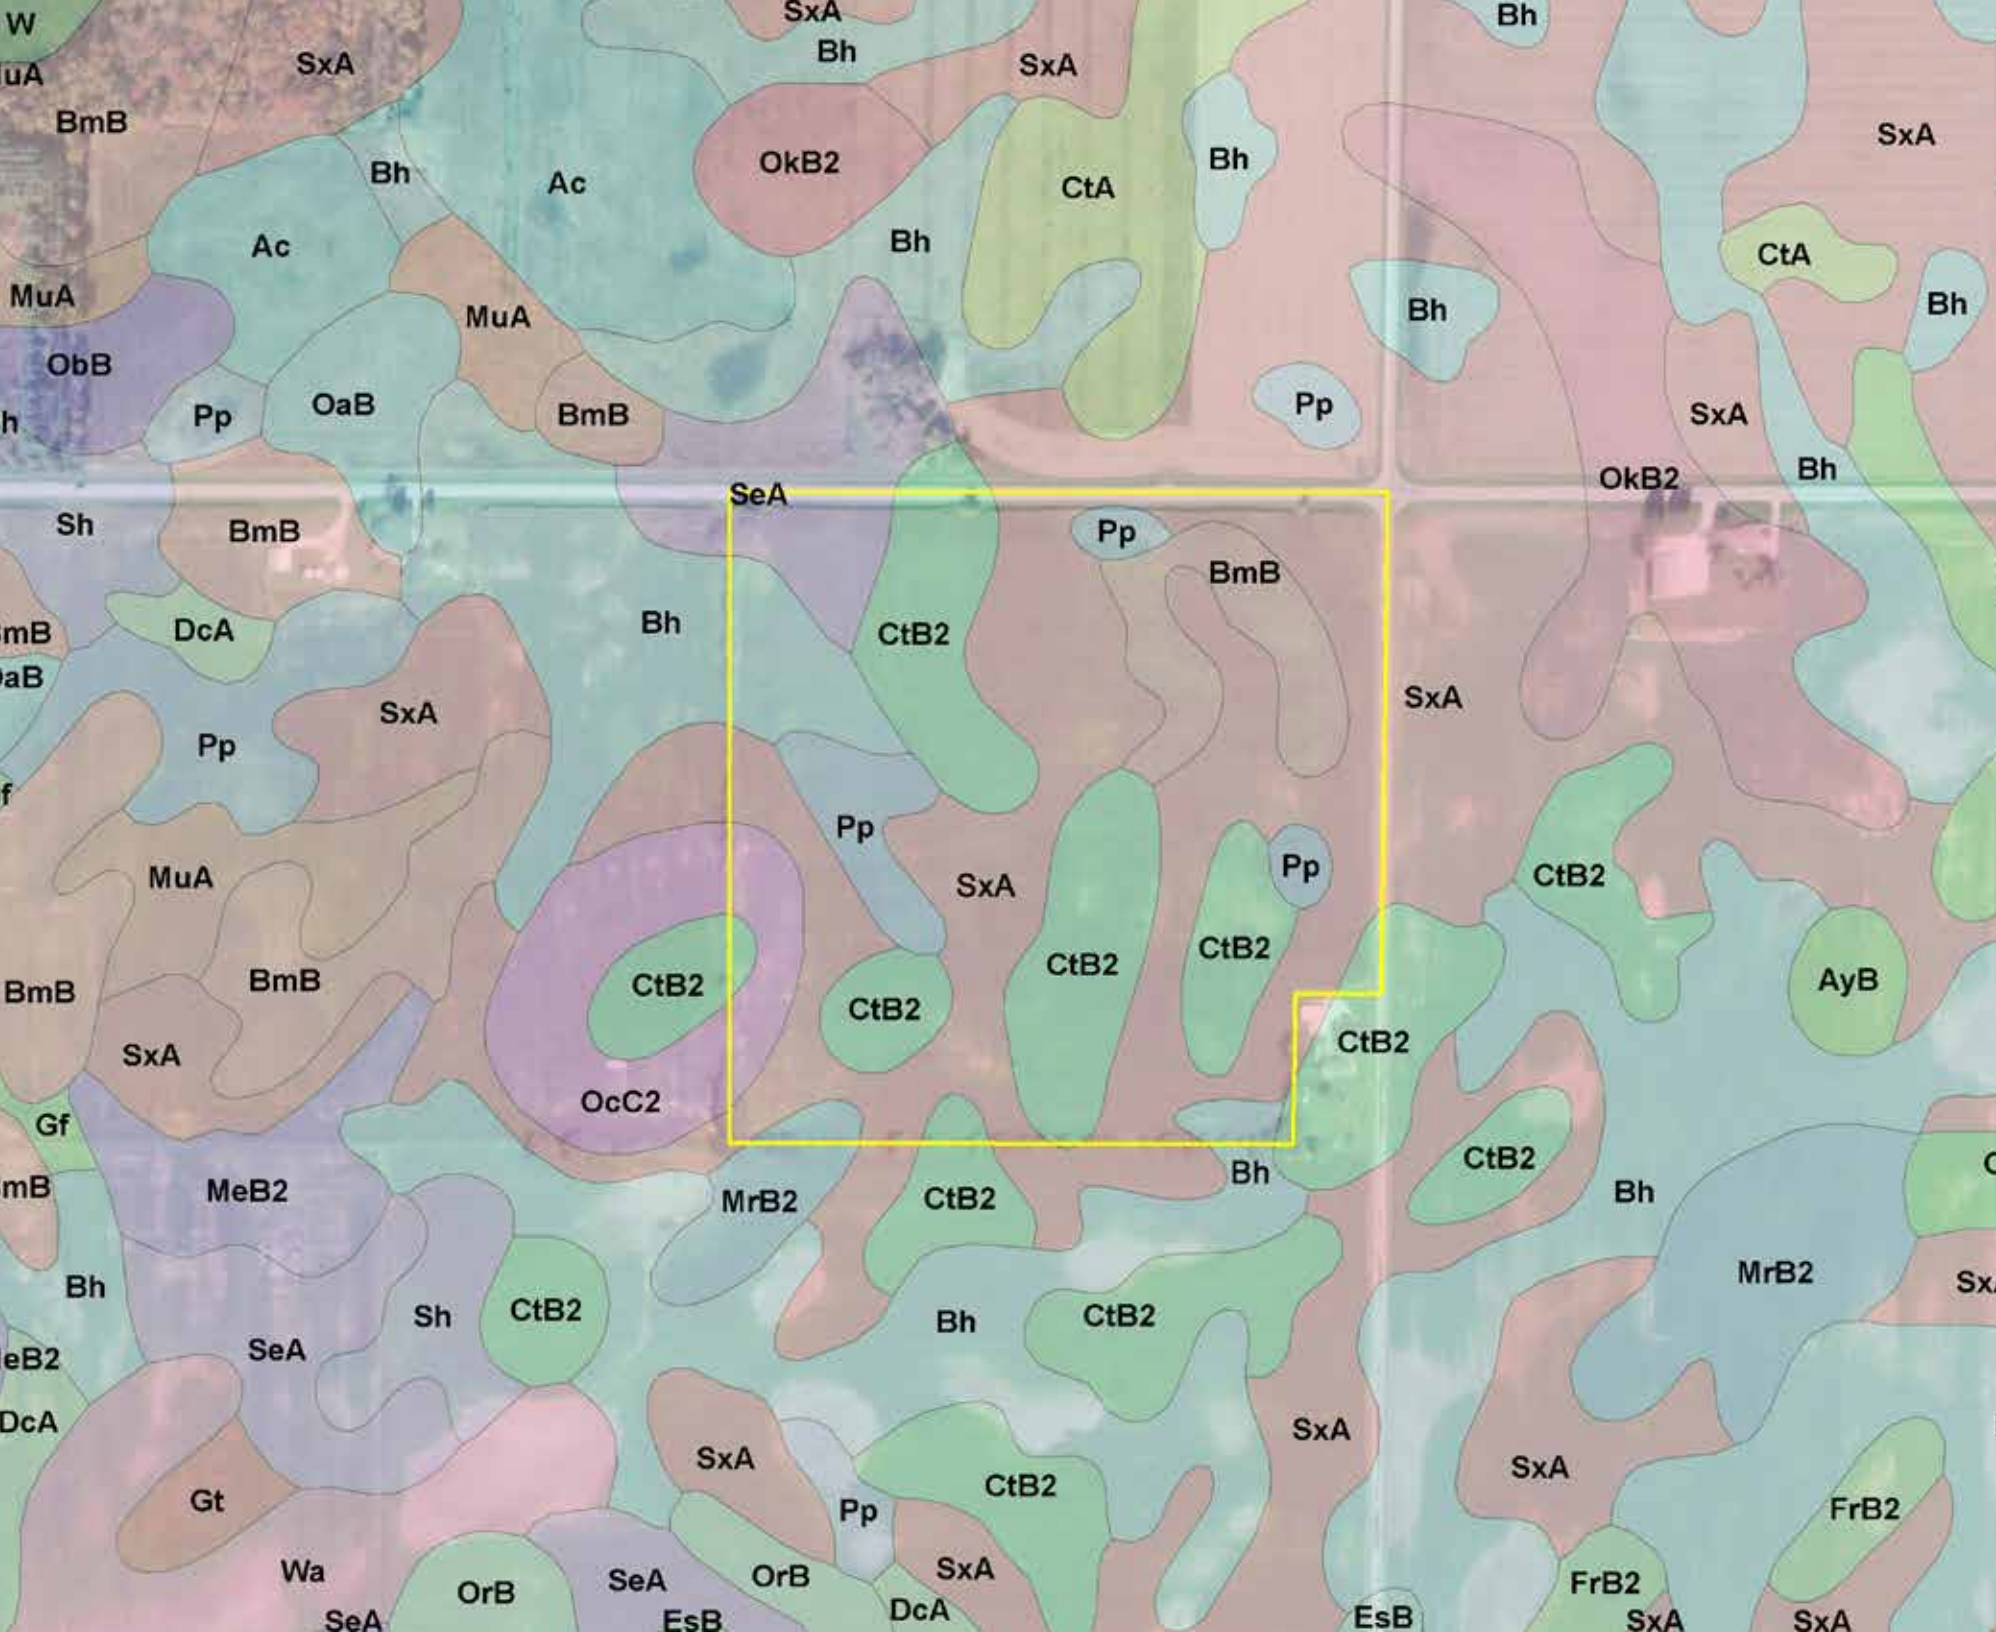 W
SxA
Bh
SxA
SxA
Bh
uA
BmB
SxA
Bh
Ac
OkB2
CtA
Bh
Ac
Bh
CtA
MuA
MuA
Bh
Bh
ObB
Pp
OaB
BmB
Pp
SxA
h
OkB2
Bh
SeA
Sh
BmB
Pp
BmB
mB
DcA
Bh
CtB2
aB
SxA
SxA
Pp
f
Pp
MuA
SxA
Pp
CtB2
BmB
BmB
CtB2
CtB2
CtB2
CtB2
AyB
SxA
CtB2
Gf
OcC2
mB
MeB2
MrB2
CtB2
Bh
CtB2
Bh
C
Bh
MrB2
Sx
Sh
CtB2
Bh
CtB2
eB2
SeA
DcA
SxA
SxA
SxA
Gt
Pp
CtB2
FrB2
Wa
OrB
SeA
OrB
SxA
FrB2
SeA
EsB
DcA
EsB
SxA
SxA